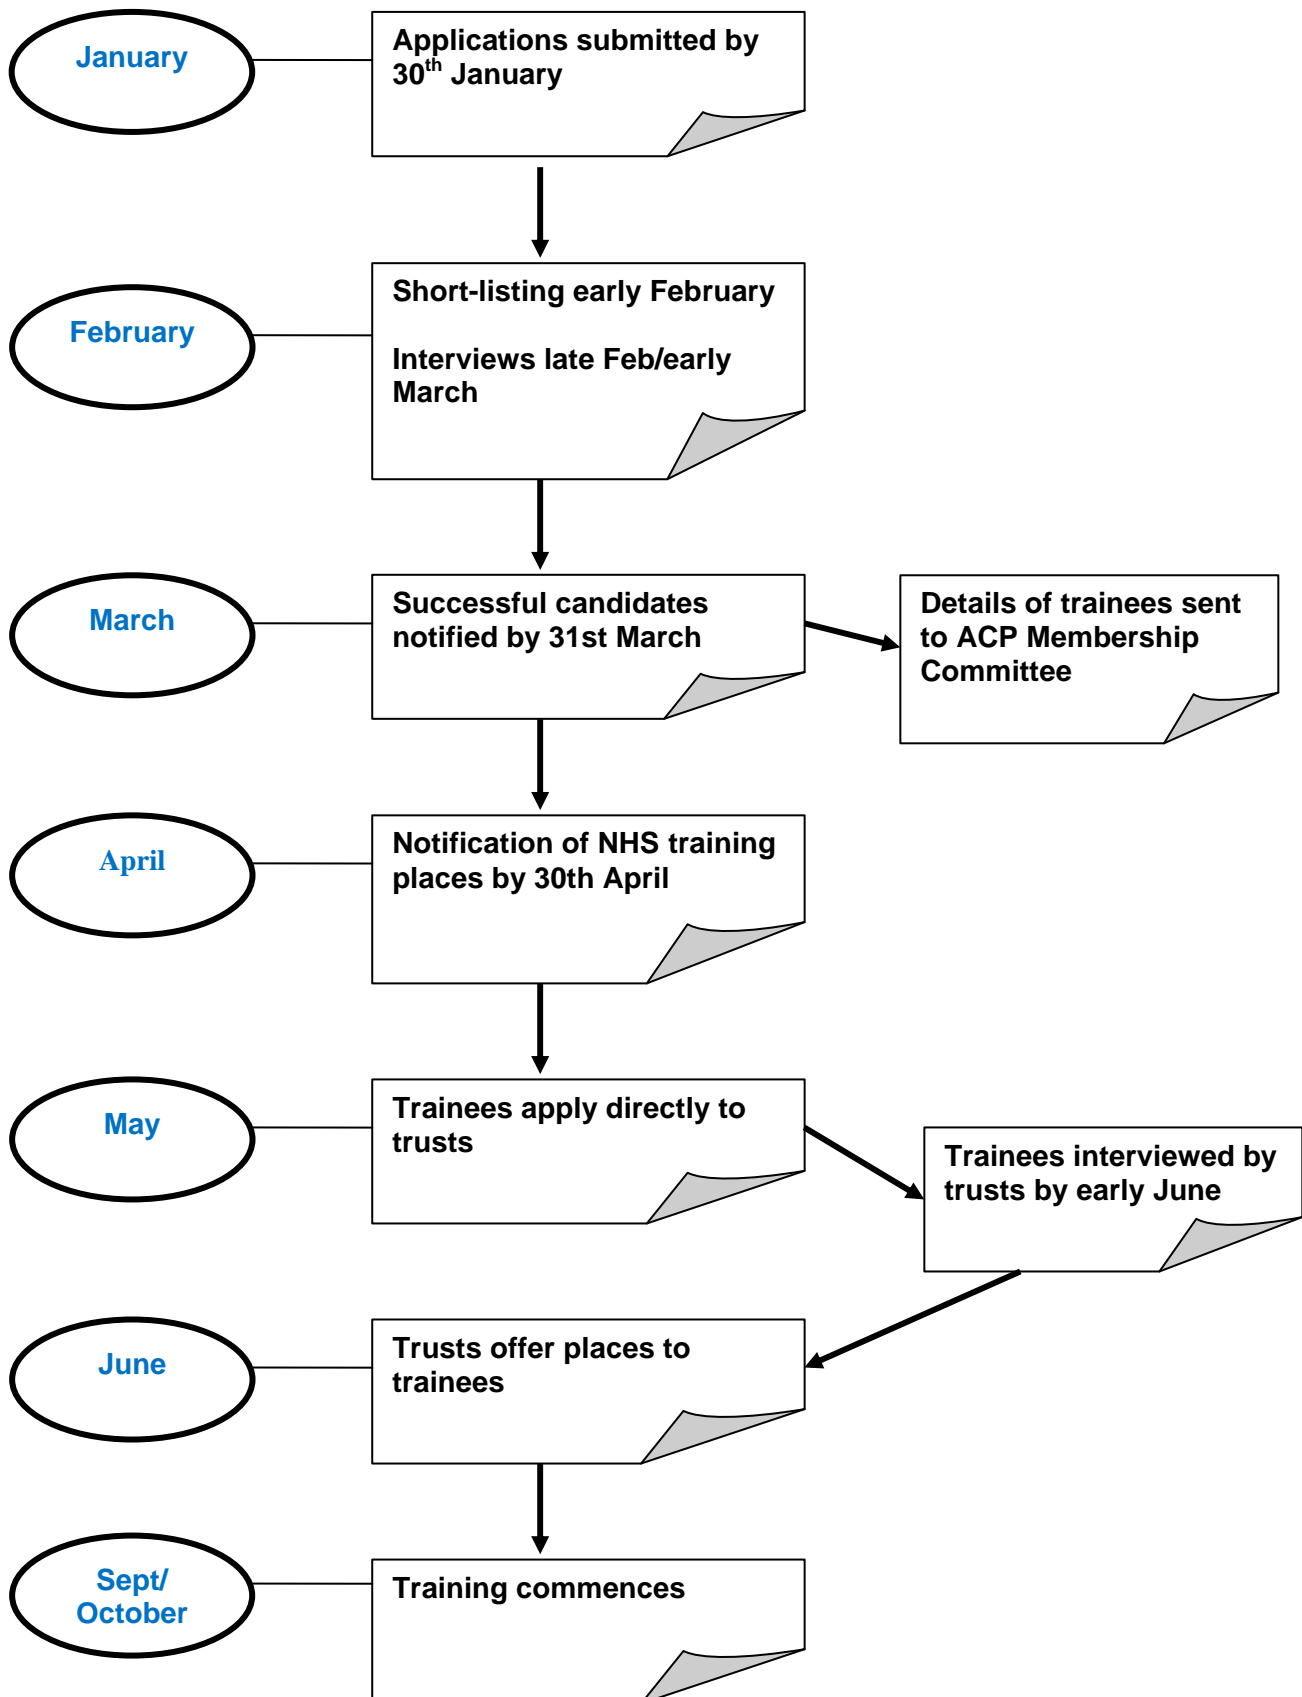 January
Applications submitted by
30th January
February
Short-listing early February
Interviews late Feb/early
March
March
Successful candidates
notified by 31st March
Details of trainees sent
to ACP Membership
Committee
April
Notification of NHS training
places by 30th April
May
Trainees apply directly to
trusts
Trainees interviewed by
trusts by early June
June
Trusts offer places to
trainees
Sept/
October
Training commences